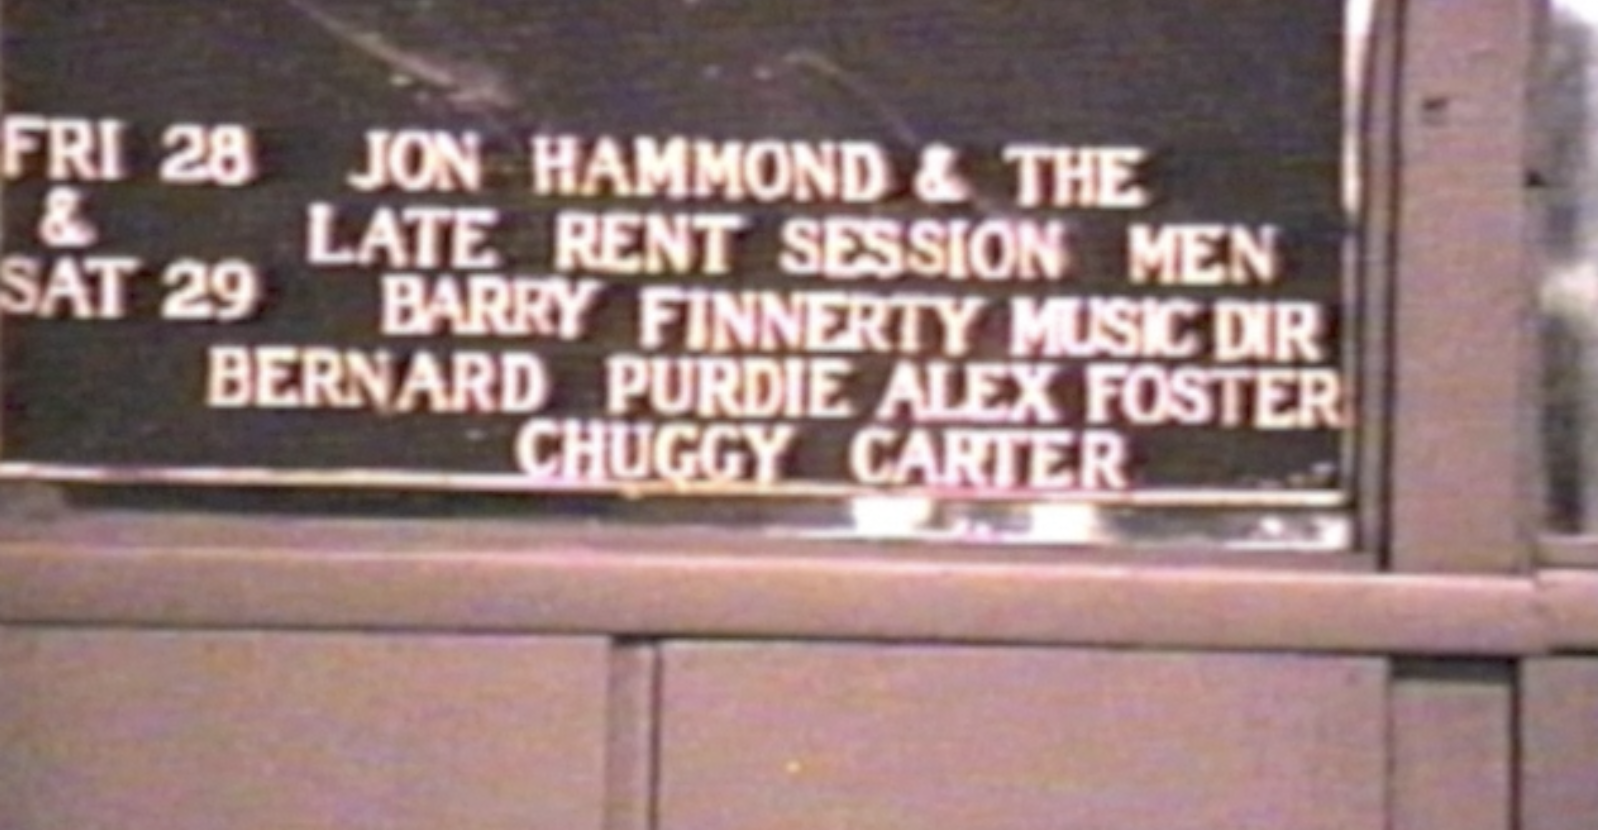 FRI 28 JON HAMMOND & THE
& LATE RENT SESSION MEN
SAT 29 BARRY FINNERTY MUSIC DIR
BERNARD PURDIE ALEX FOSTER
CHUGGY CARTER